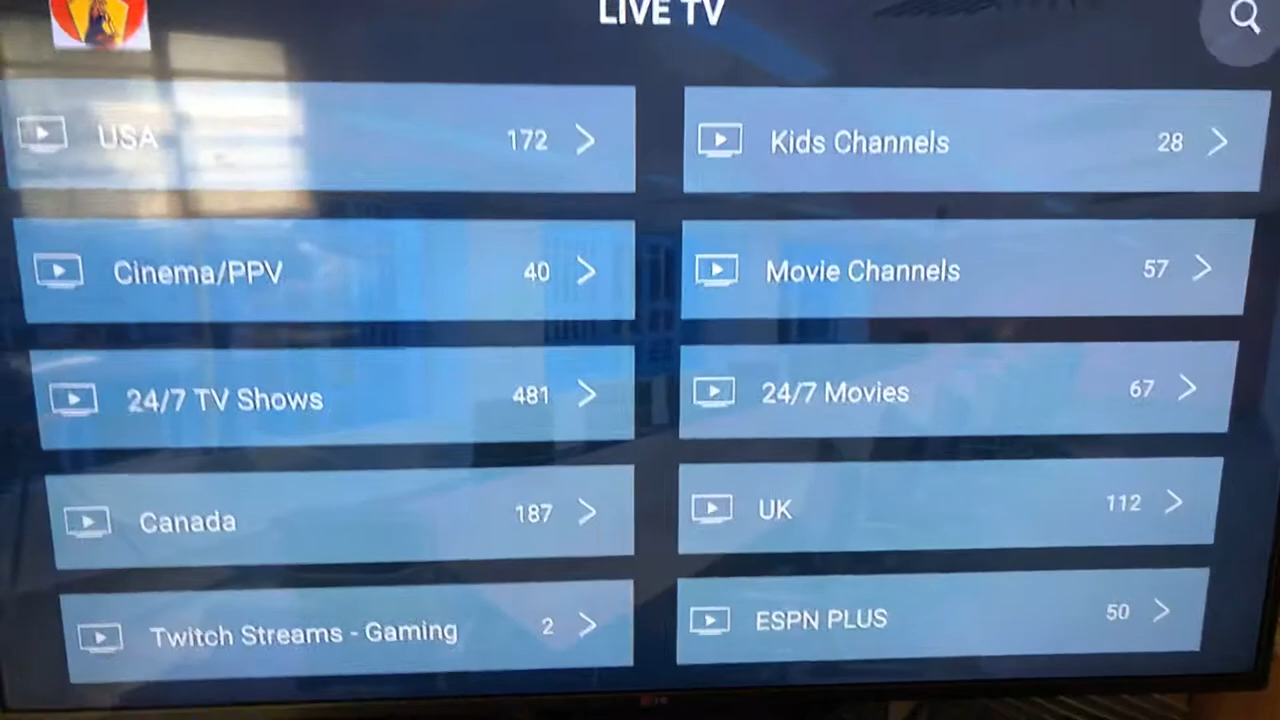 LIVE TV
USA 172
Kids Channels 28
Cinema/PPV 40
Movie Channels 57
24/7 TV Shows 481
24/7 Movies 67
Canada 187
UK 112
Twitch Streams - Gaming 2
ESPN PLUS 50